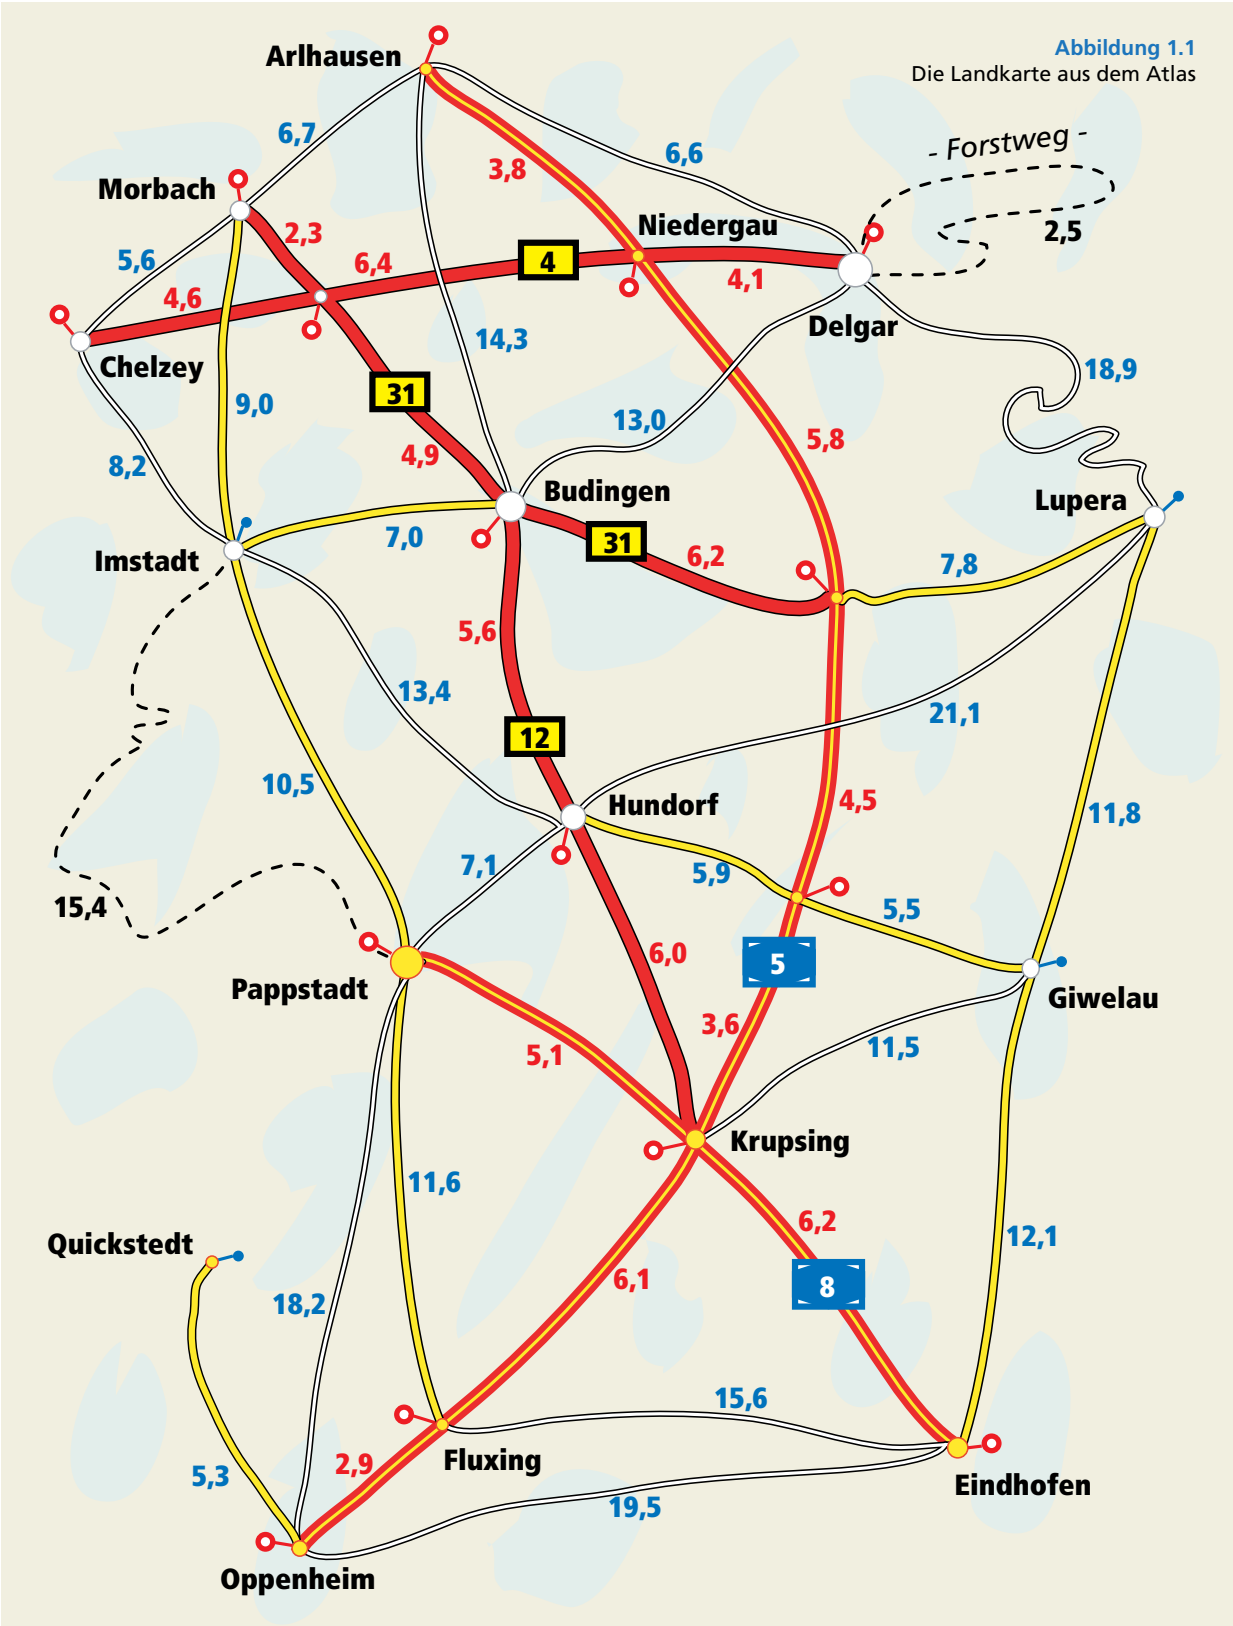 Abbildung 1.1
Die Landkarte aus dem Atlas
Arlhausen
6,7
6,6
- Forstweg -
3,8
Morbach
Niedergau
2,3
2,5
5,6
6,4
4
4,1
4,6
Delgar
14,3
Chelzey
18,9
31
9,0
13,0
5,8
4,9
8,2
Budingen
Lupera
7,0
31
6,2
Imstadt
7,8
5,6
13,4
21,1
12
10,5
Hundorf
4,5
11,8
7,1
5,9
15,4
5,5
6,0
5
Pappstadt
Giwelau
3,6
5,1
11,5
Krupsing
11,6
6,2
12,1
Quickstedt
6,1
8
18,2
15,6
Fluxing
2,9
5,3
Eindhofen
19,5
Oppenheim